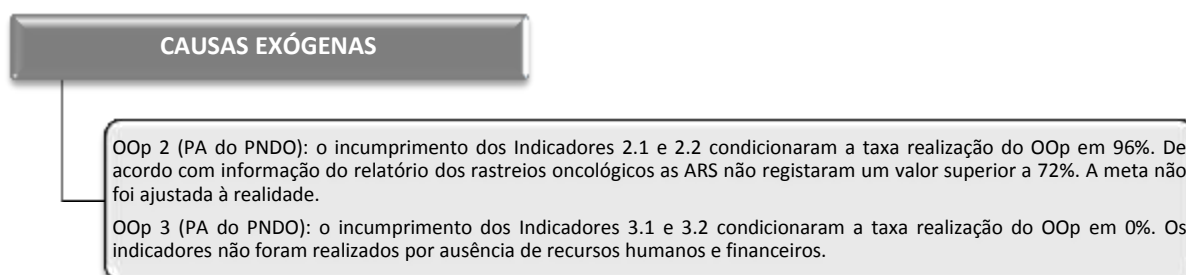 CAUSAS EXÓGENAS
OOp 2 (PA do PNDO): o incumprimento dos Indicadores 2.1 e 2.2 condicionaram a taxa realização do OOp em 96%. De
acordo com informação do relatório dos rastreios oncológicos as ARS não registaram um valor superior a 72%. A meta não
foi ajustada à realidade.
OOp 3 (PA do PNDO): o incumprimento dos Indicadores 3.1 e 3.2 condicionaram a taxa realização do OOp em 0%. Os
indicadores não foram realizados por ausência de recursos humanos e financeiros.